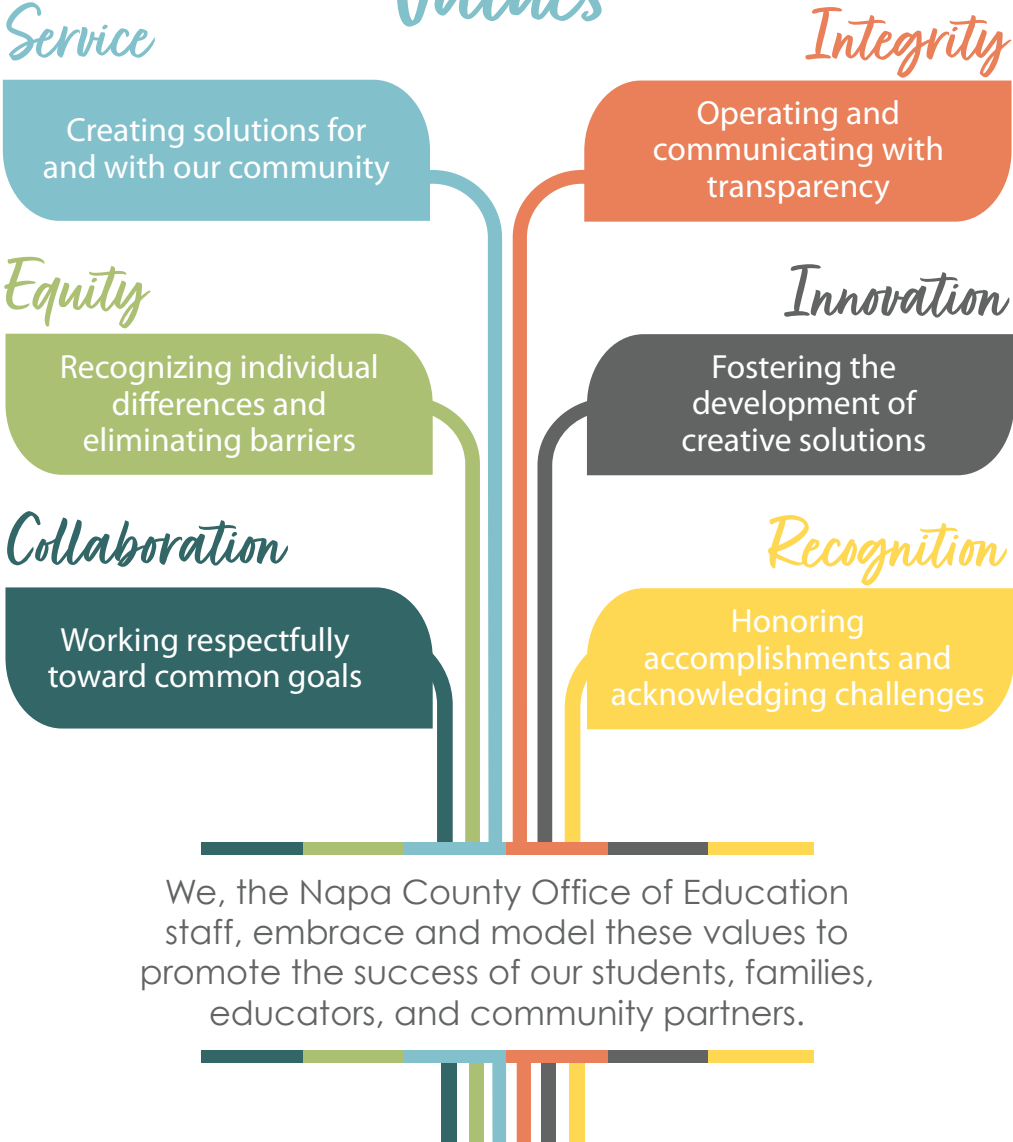 Values
Service
Creating solutions for
and with our community
Integrity
Operating and
communicating with
transparency
Equity
Recognizing individual
differences and
eliminating barriers
Innovation
Fostering the
development of
creative solutions
Collaboration
Working respectfully
toward common goals
Recognition
Honoring
accomplishments and
acknowledging challenges
We, the Napa County Office of Education
staff, embrace and model these values to
promote the success of our students, families,
educators, and community partners.